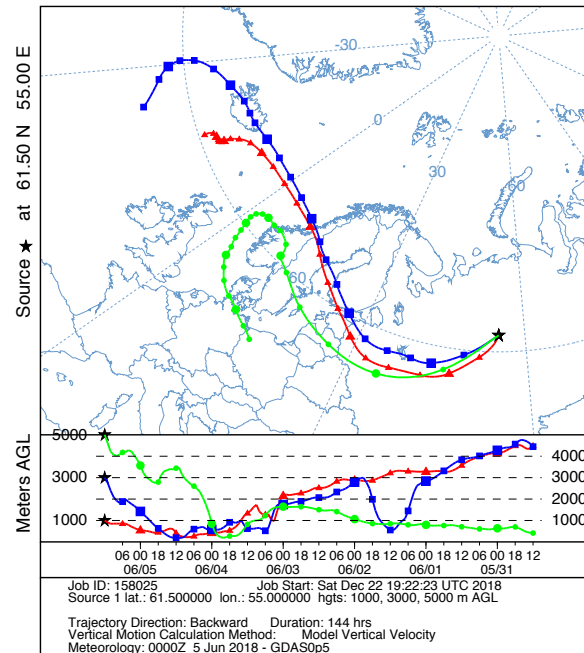 Source ★ at 61.50 N 55.00 E
-30
0
30
60
60
Meters AGL
5000
3000
1000
4000
3000
2000
1000
06 00 18 12 06 00 18 12 06 00 18 12 06 00 18 12 06 00 18 12 06 00 18 12
06/05 06/04 06/03 06/02 06/01 05/31
Job ID: 158025 Job Start: Sat Dec 22 19:22:23 UTC 2018
Source 1 lat.: 61.500000 lon.: 55.000000 hgts: 1000, 3000, 5000 m AGL
Trajectory Direction: Backward Duration: 144 hrs
Vertical Motion Calculation Method: Model Vertical Velocity
Meteorology: 0000Z 5 Jun 2018 - GDAS0p5